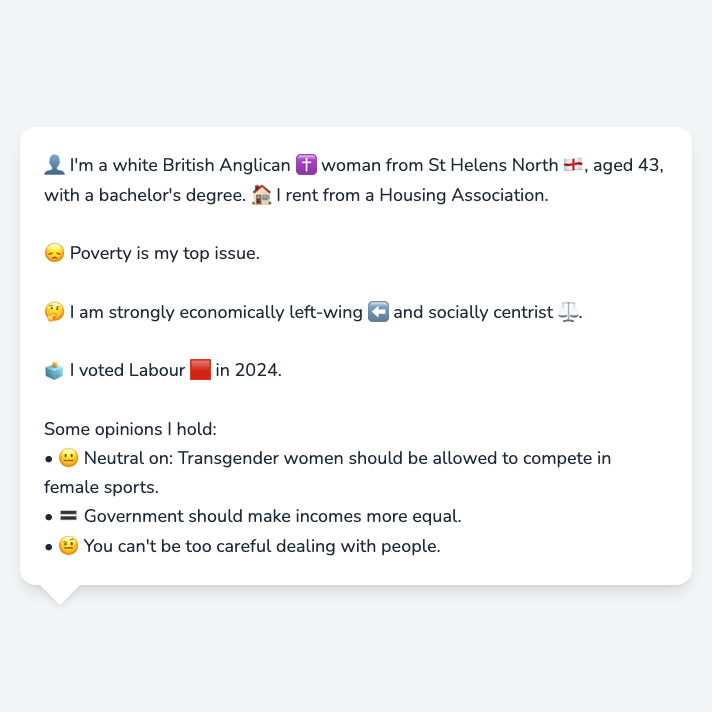 👤 I'm a white British Anglican ✝️ woman from St Helens North 🏴󠁧󠁢󠁥󠁮󠁧󠁿, aged 43,
with a bachelor's degree. 🏠 I rent from a Housing Association.
😞 Poverty is my top issue.
🤔 I am strongly economically left-wing ⬅️ and socially centrist ⚖️.
🗳️ I voted Labour 🟥 in 2024.
Some opinions I hold:
• 😐 Neutral on: Transgender women should be allowed to compete in
female sports.
• 🟰 Government should make incomes more equal.
• 🤨 You can't be too careful dealing with people.